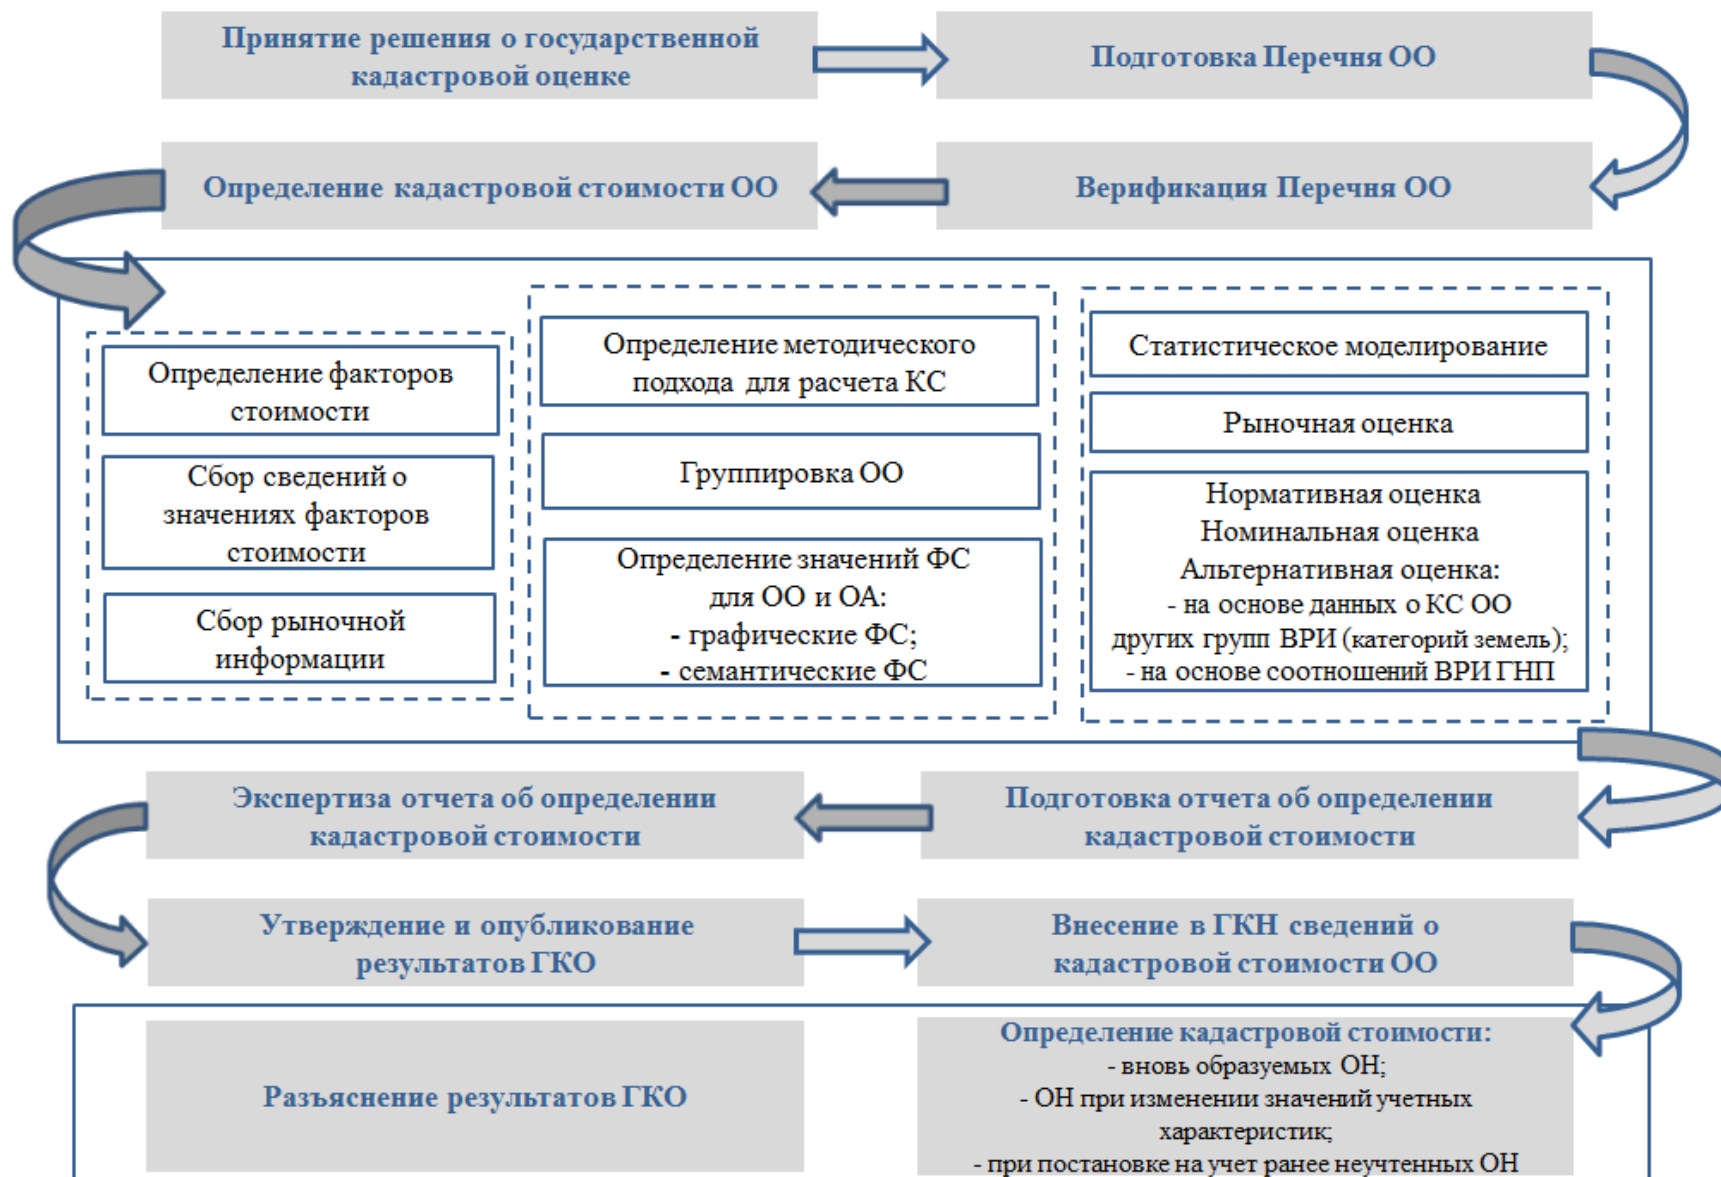 Принятие решения о государственной
кадастровой оценке
Подготовка Перечня ОО
Определение кадастровой стоимости ОО
Верификация Перечня ОО
Определение факторов
стоимости
Сбор сведений о
значениях факторов
стоимости
Сбор рыночной
информации
Определение методического
подхода для расчета КС
Группировка ОО
Определение значений ФС
для ОО и ОА:
- графические ФС;
- семантические ФС
Статистическое моделирование
Рыночная оценка
Нормативная оценка
Номинальная оценка
Альтернативная оценка:
- на основе данных о КС ОО
других групп ВРИ (категорий земель);
- на основе соотношений ВРИ ГНП
Экспертиза отчета об определении
кадастровой стоимости
Подготовка отчета об определении
кадастровой стоимости
Утверждение и опубликование
результатов ГКО
Внесение в ГКН сведений о
кадастровой стоимости ОО
Разъяснение результатов ГКО
Определение кадастровой стоимости:
- вновь образуемых ОН;
- ОН при изменении значений учетных
характеристик;
- при постановке на учет ранее неучтенных ОН